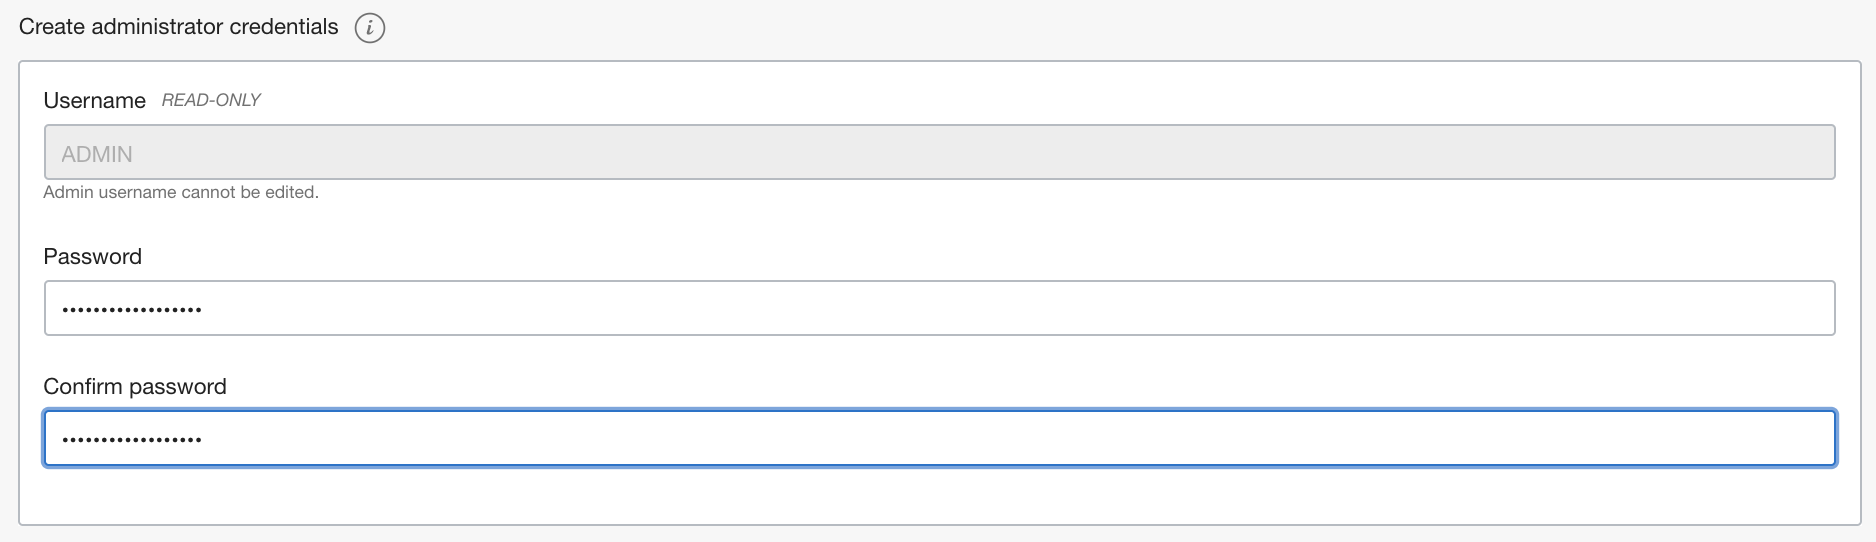 Create administrator credentials i
Username READ-ONLY
ADMIN
Admin username cannot be edited.
Password
••••••••••••••••••
Confirm password
••••••••••••••••••